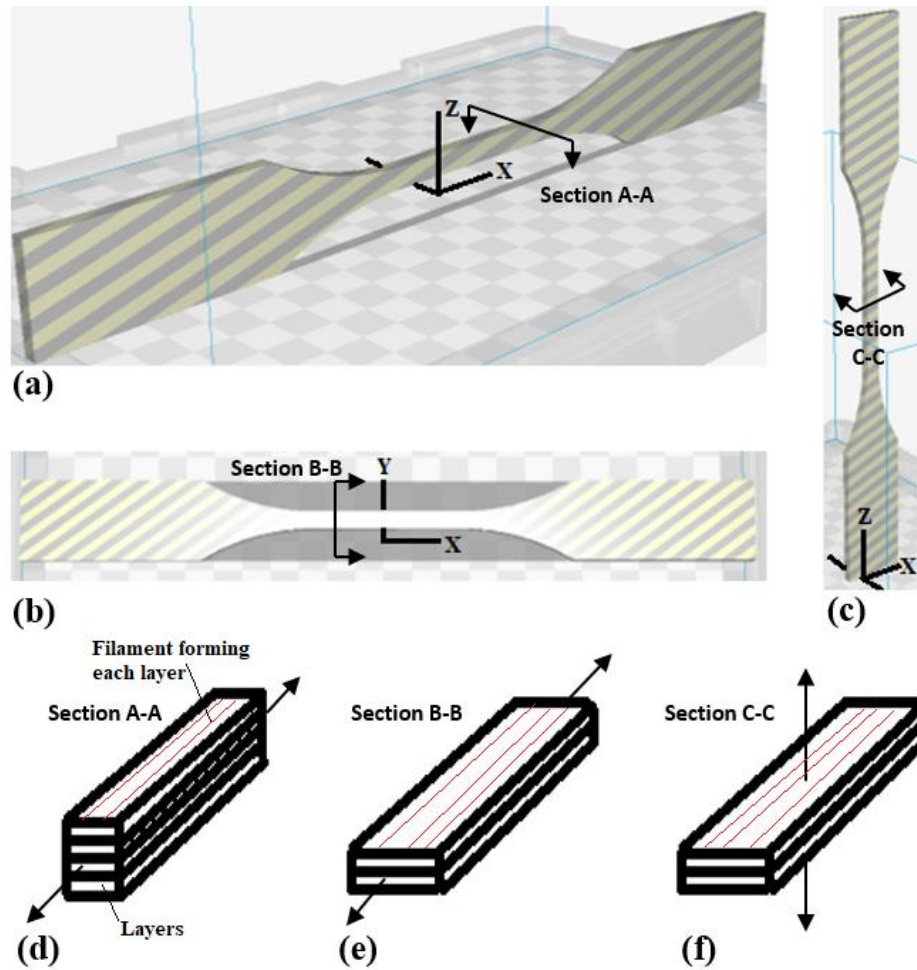 Z
X
Section A-A
(a)
Section
C-C
Z
X
(c)
Section B-B
Y
X
(b)
Filament forming
each layer
Section A-A
Layers
(d)
Section B-B
(e)
Section C-C
(f)